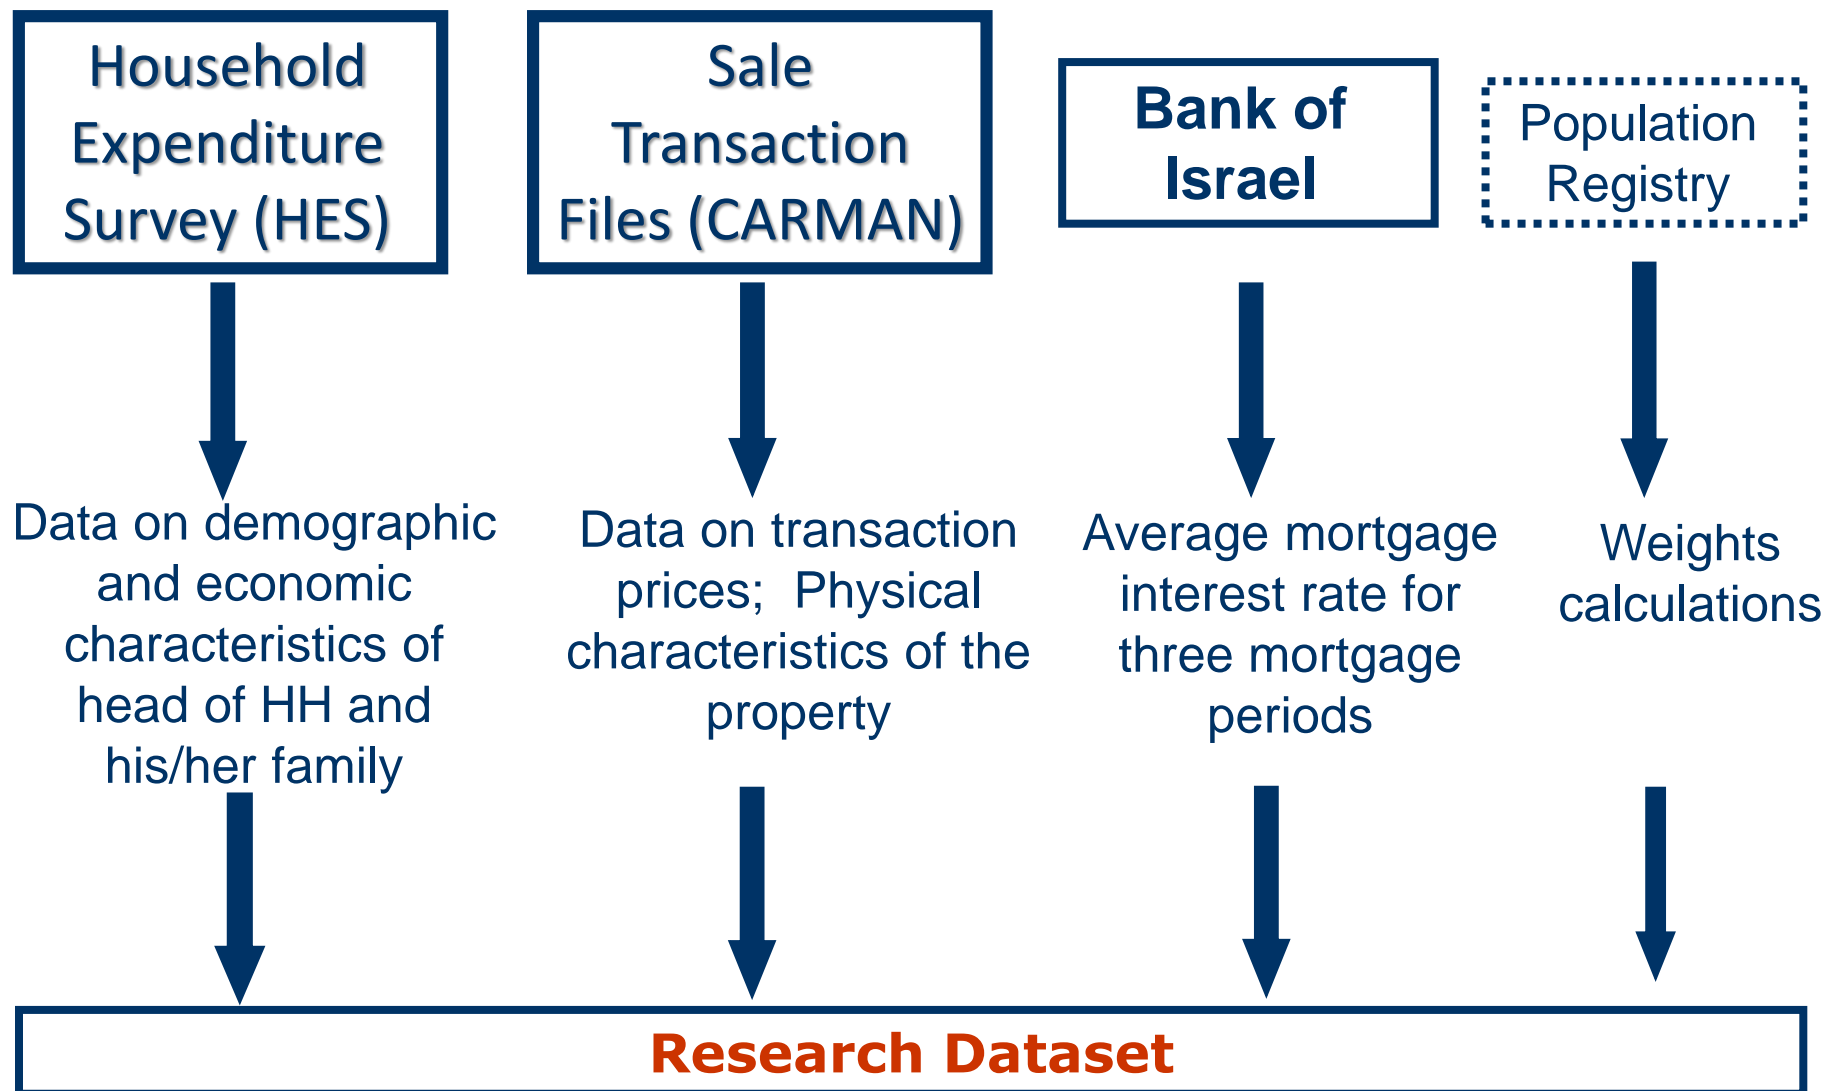 Household
Expenditure
Survey (HES)
Sale
Transaction
Files (CARMAN)
Bank of
Israel
Population
Registry
Data on demographic
and economic
characteristics of
head of HH and
his/her family
Data on transaction
prices;  Physical
characteristics of the
property
Average mortgage
interest rate for
three mortgage
periods
Weights
calculations
Research Dataset